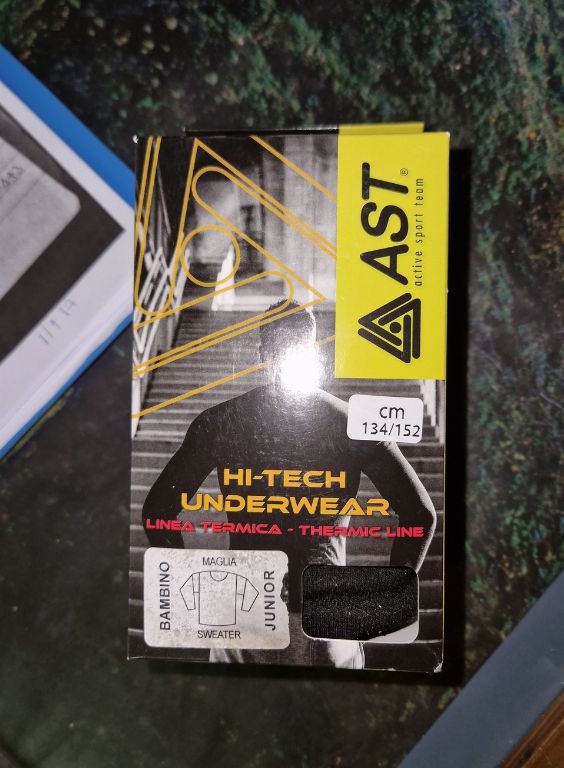 AST®
active sport team
cm
134/152
HI-TECH
UNDERWEAR
LINEA TERMICA - THERMIC LINE
BAMBINO
MAGLIA
SWEATER
JUNIOR